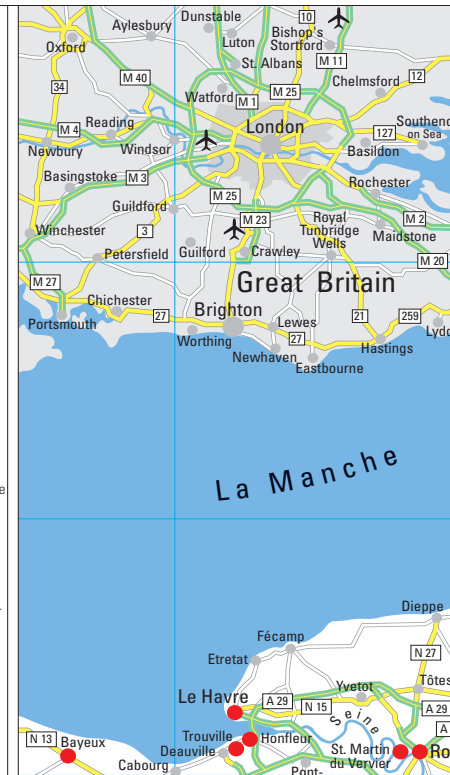 Dunstable
10
Aylesbury
Luton
Bishop's
Stortford
Oxford
St. Albans
M 11
M 40
Chelmsford
12
34
Watford
M 1
M 25
M 4
Reading
London
127
Southend
on Sea
Newbury
Windsor
Basildon
Basingstoke
M 3
Rochester
M 25
Guildford
M 23
Royal
Tunbridge
Wells
M 2
Winchester
3
Maidstone
Petersfield
Guilford
Crawley
M 20
M 27
Great Britain
Chichester
Brighton
27
21
259
Portsmouth
Lewes
Lydd
Worthing
27
Newhaven
Hastings
Eastbourne
La Manche
Dieppe
Fécamp
N 27
Etretat
Le Havre
A 29
Yvetot
Tôtes
N 15
A 29
Seine
A
N 13
Bayeux
Trouville
Honfleur
Deauville
St. Martin
du Vervier
Ro
Cabourg
Pont-